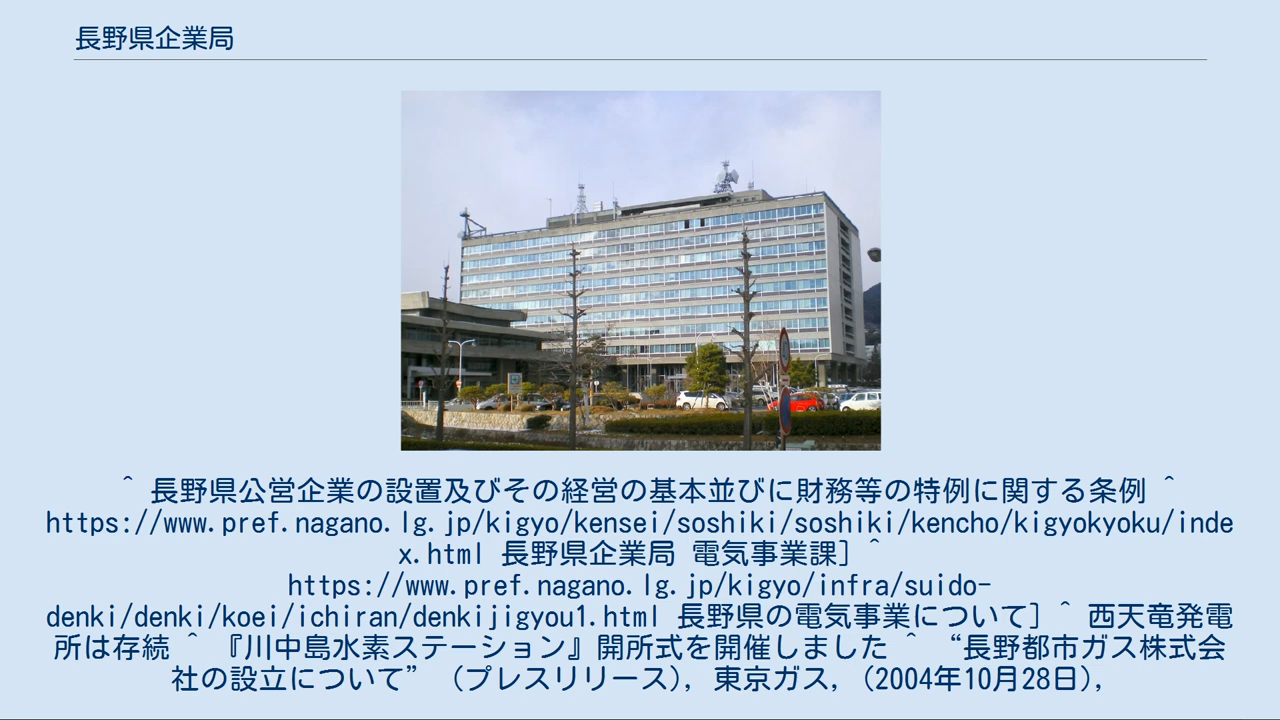 長野県企業局
^ 長野県公営企業の設置及びその経営の基本並びに財務等の特例に関する条例 ^
https://www.pref.nagano.lg.jp/kigyo/kensei/soshiki/soshiki/kencho/kigyokyoku/inde
x.html 長野県企業局 電気事業課] ^
https://www.pref.nagano.lg.jp/kigyo/infra/suido-
denki/denki/koei/ichiran/denkijigyou1.html 長野県の電気事業について] ^ 西天竜発電
所は存続 ^ 『川中島水素ステーション』開所式を開催しました ^ “長野都市ガス株式会
社の設立について” (プレスリリース), 東京ガス, (2004年10月28日),